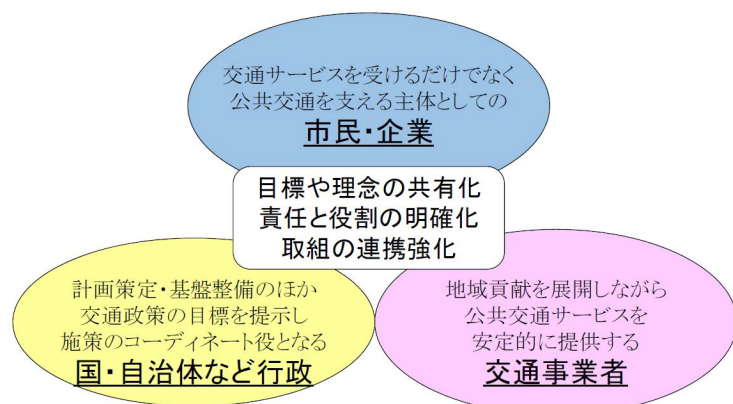 交通サービスを受けるだけでなく
公共交通を支える主体としての
市民・企業
目標や理念の共有化
責任と役割の明確化
取組の連携強化
計画策定・基盤整備のほか
交通政策の目標を提示し
施策のコーディネート役となる
国・自治体など行政
地域貢献を展開しながら
公共交通サービスを
安定的に提供する
交通事業者